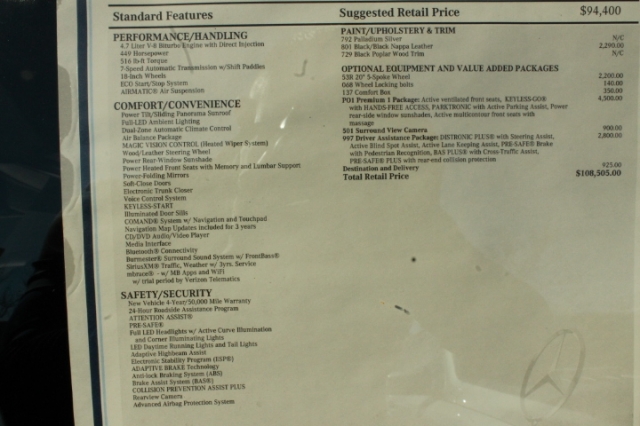 Standard Features Suggested Retail Price $94,400
PERFORMANCE/HANDLING
4.7 Liter V-8 Biturbo Engine with Direct Injection
449 Horsepower
516 lb-ft Torque
7-Speed Automatic Transmission w/Shift Paddles
18-inch Wheels
ECO Start/Stop System
AIRMATIC® Air Suspension
COMFORT/CONVENIENCE
Power Tilt/Sliding Panorama Sunroof
Full-LED Ambient Lighting
Dual-Zone Automatic Climate Control
Air Balance Package
MAGIC VISION CONTROL (Heated Wiper System)
Wood/Leather Steering Wheel
Power Rear-Window Sunshade
Power Heated Front Seats with Memory and Lumbar Support
Power-Folding Mirrors
Soft-Close Doors
Electronic Trunk Closer
Voice Control System
KEYLESS-START
Illuminated Door Sills
COMAND® System w/ Navigation and Touchpad
Navigation Map Updates included for 3 years
CD/DVD Audio/Video Player
Media Interface
Bluetooth® Connectivity
Burmester® Surround Sound System w/ FrontBass®
SiriusXM® Traffic, Weather w/ 3yrs. Service
mbrace® - w/ MB Apps and WiFi
w/ trial period by Verizon Telematics
SAFETY/SECURITY
New Vehicle 4-Year/50,000 Mile Warranty
24-Hour Roadside Assistance Program
ATTENTION ASSIST®
PRE-SAFE®
Full LED Headlights w/ Active Curve Illumination
and Corner Illuminating Lights
LED Daytime Running Lights and Tail Lights
Adaptive Highbeam Assist
Electronic Stability Program (ESP®)
ADAPTIVE BRAKE Technology
Anti-lock Braking System (ABS)
Brake Assist System (BAS®)
COLLISION PREVENTION ASSIST PLUS
Rearview Camera
Advanced Airbag Protection System
PAINT/UPHOLSTERY & TRIM
792 Palladium Silver N/C
801 Black/Black Nappa Leather 2,290.00
729 Black Poplar Wood Trim N/C
OPTIONAL EQUIPMENT AND VALUE ADDED PACKAGES
53R 20" 5-Spoke Wheel 2,200.00
06B Wheel Locking bolts 140.00
137 Comfort Box 350.00
PO1 Premium 1 Package: Active ventilated front seats, KEYLESS-GO® 4,500.00
with HANDS-FREE ACCESS, PARKTRONIC with Active Parking Assist, Power
rear-side window sunshades, Active multicontour front seats with
massage
501 Surround View Camera 900.00
997 Driver Assistance Package: DISTRONIC PLUS® with Steering Assist, 2,800.00
Active Blind Spot Assist, Active Lane Keeping Assist, PRE-SAFE® Brake
with Pedestrian Recognition, BAS PLUS® with Cross-Traffic Assist,
PRE-SAFE® PLUS with rear-end collision protection
Destination and Delivery 925.00
Total Retail Price $108,505.00